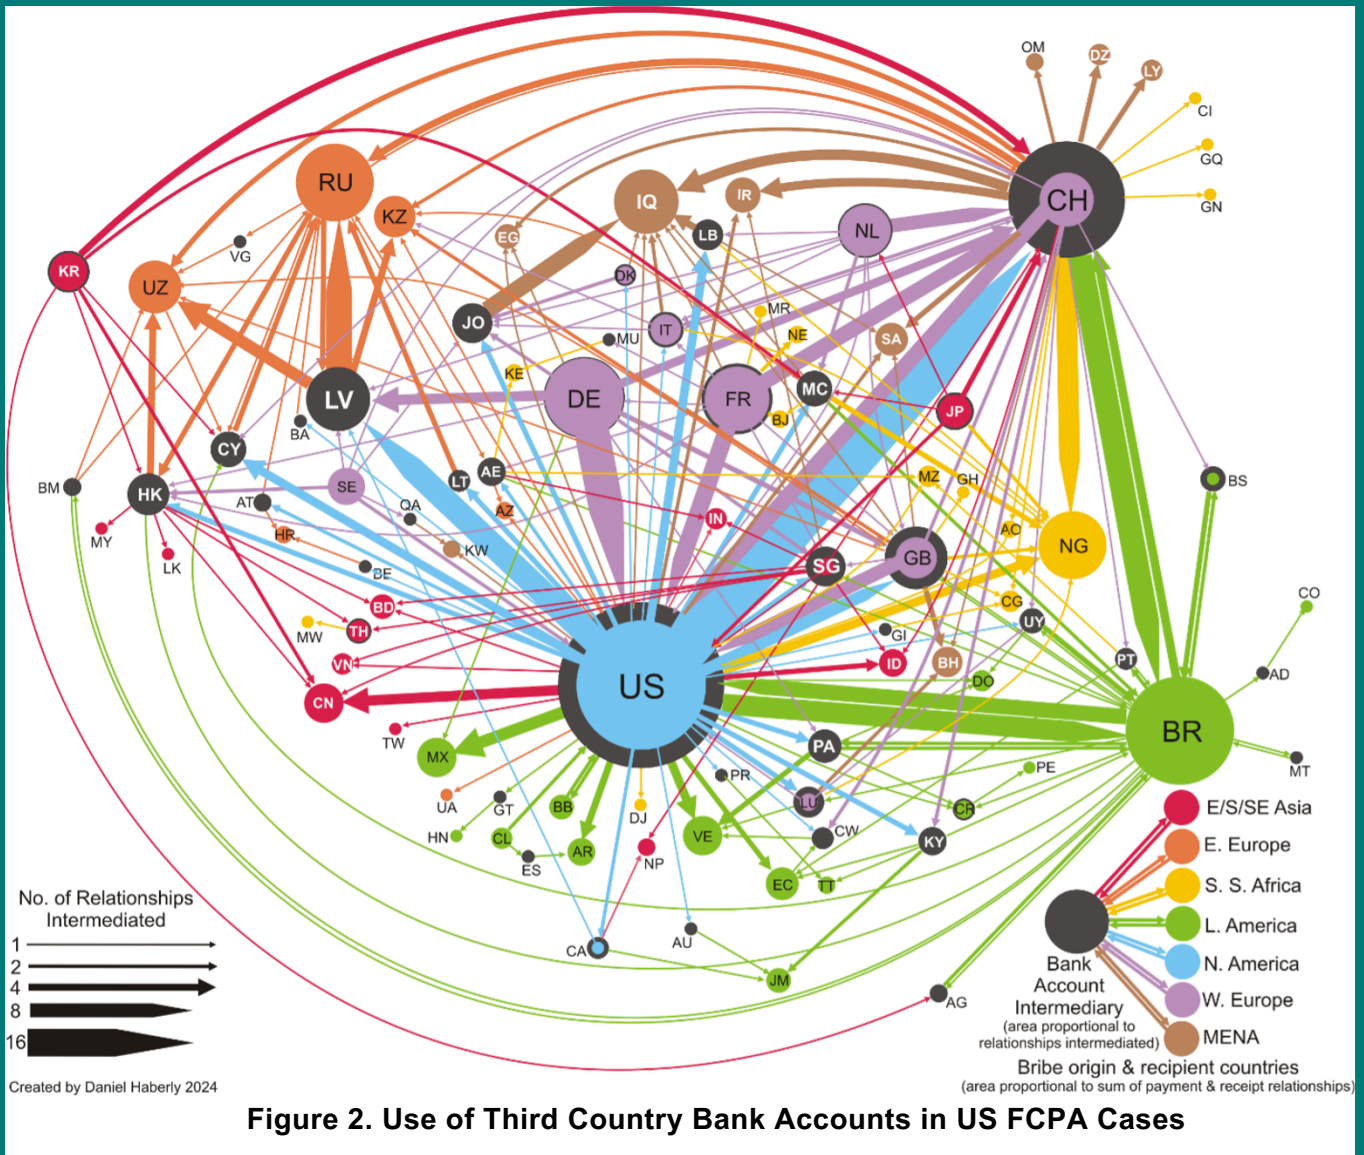 OM
DZ
LY
CI
GQ
GN
CH
RU
KZ
IQ
IR
NL
EG
LB
VG
KR
UZ
DK
JO
IT
MR
NE
SA
MU
KE
LV
DE
FR
MC
JP
BJ
BA
CY
BM
HK
SE
LT
AE
MZ
GH
BS
AT
QA
AZ
IN
AO
NG
HR
KW
MY
LK
BE
SG
GB
BD
CG
CO
MW
TH
GI
UY
VN
ID
BH
PT
AD
CN
US
DO
BR
TW
MX
PA
PR
PE
MT
UA
GT
BB
DJ
LU
CR
HN
CL
AR
VE
CW
KY
ES
NP
EC
TT
CA
AU
JM
AG
E/S/SE Asia
E. Europe
S. S. Africa
L. America
N. America
W. Europe
MENA
Bank
Account
Intermediary
(area proportional to
relationships intermediated)
Bribe origin & recipient countries
(area proportional to sum of payment & receipt relationships)
No. of Relationships
Intermediated
1
2
4
8
16
Created by Daniel Haberly 2024
Figure 2. Use of Third Country Bank Accounts in US FCPA Cases